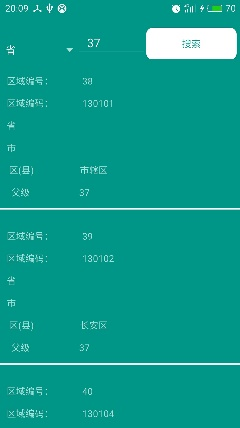 20:09 70
省 37 搜索
区域编号: 38
区域编码: 130101
省
市
区(县) 市辖区
父级 37
区域编号: 39
区域编码: 130102
省
市
区(县) 长安区
父级 37
区域编号: 40
区域编码: 130104